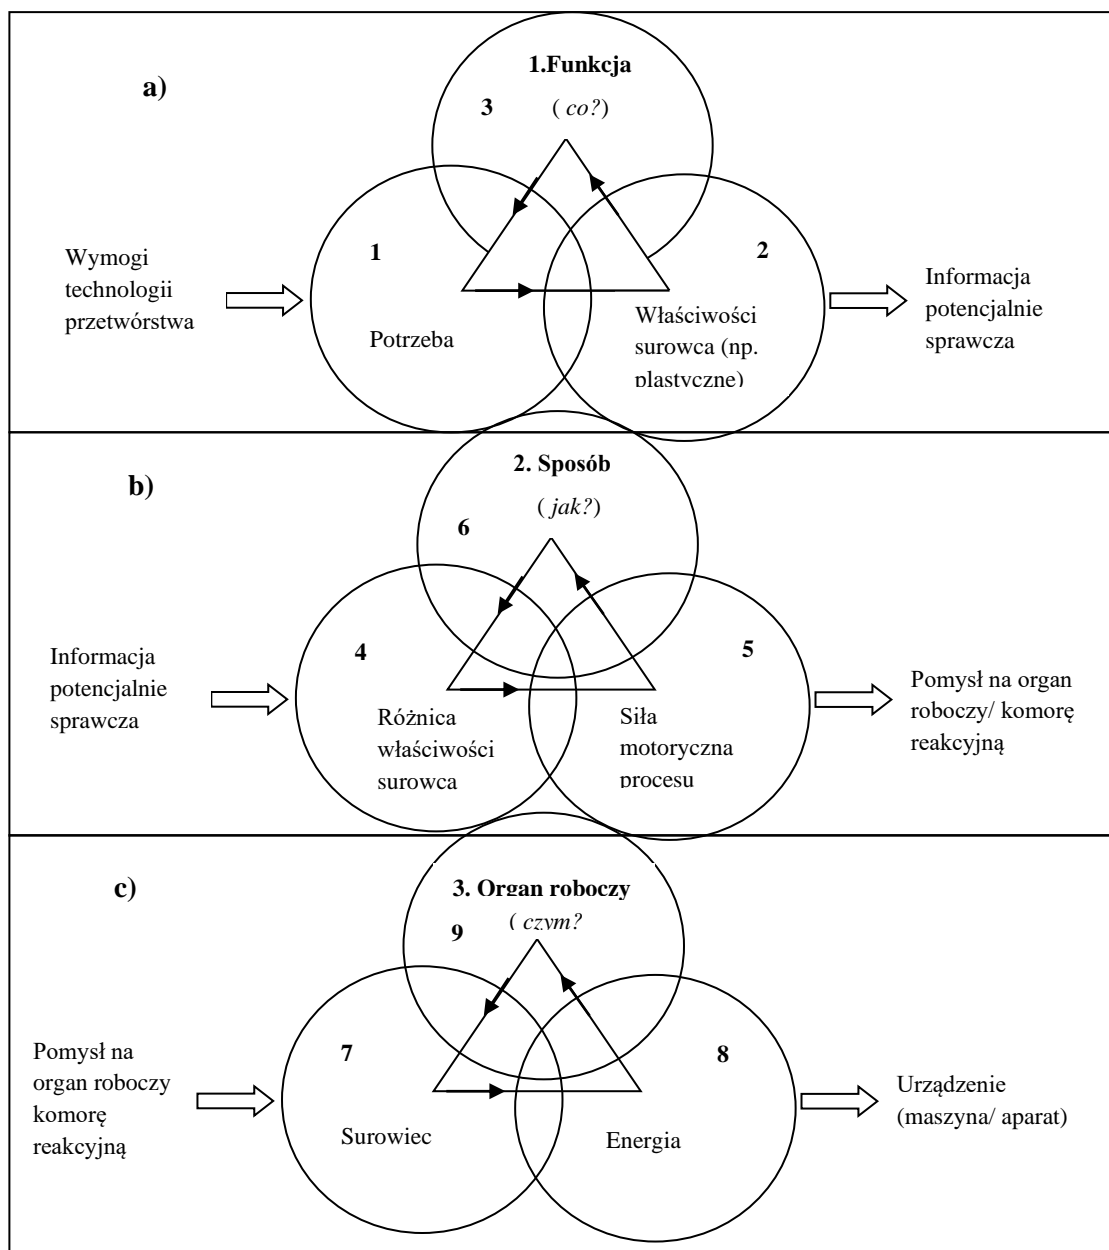 a)
1.Funkcja
3
( co?)
1
2
Wymogi
technologii
przetwórstwa
Potrzeba
Właściwości
surowca (np.
plastyczne)
Informacja
potencjalnie
sprawcza
b)
2. Sposób
( jak?)
6
4
5
Informacja
potencjalnie
sprawcza
Różnica
właściwości
surowca
Siła
motoryczna
procesu
Pomysł na organ
roboczy/ komorę
reakcyjną
c)
3. Organ roboczy
( czym?
9
7
8
Pomysł na
organ roboczy
komorę
reakcyjną
Surowiec
Energia
Urządzenie
(maszyna/ aparat)